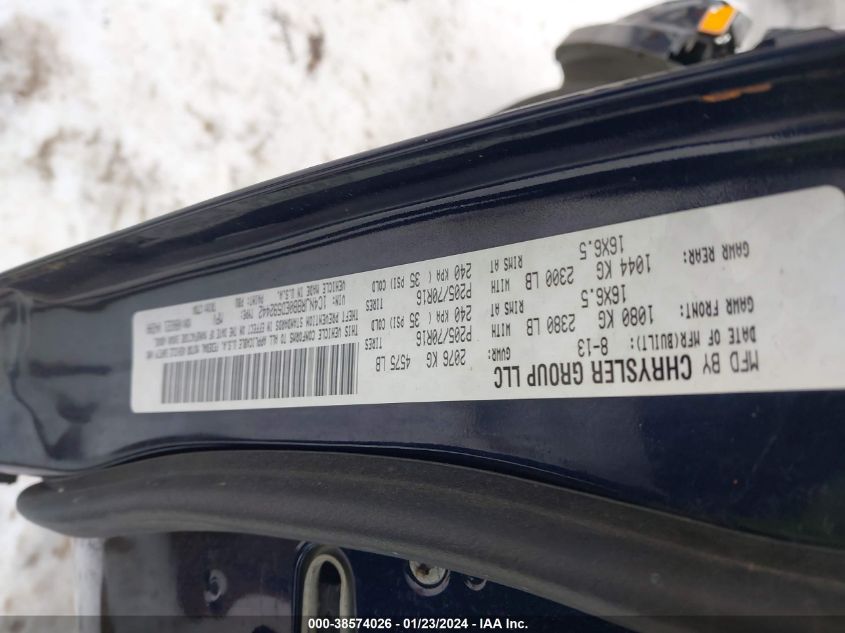 MFD BY CHRYSLER GROUP LLC
DATE OF MFR(BUILT): 8-13
GVWR: 2076 KG 4575 LB
GAWR FRONT: 1080 KG 2380 LB
WITH TIRES P205/70R16
RIMS AT 16X6.5 240 KPA ( 35 PSI) COLD
GAWR REAR: 1044 KG 2300 LB
WITH TIRES P205/70R16
RIMS AT 16X6.5 240 KPA ( 35 PSI) COLD
THIS VEHICLE CONFORMS TO ALL APPLICABLE U.S.A. FEDERAL MOTOR VEHICLE SAFETY AND
THEFT PREVENTION STANDARDS IN EFFECT ON THE DATE OF MANUFACTURE SHOWN ABOVE.
VIN: TYPE: MPV
VEHICLE MADE IN U.S.A. PAINT: PBU
000-38574026 — 01/23/2024 — IAA Inc.